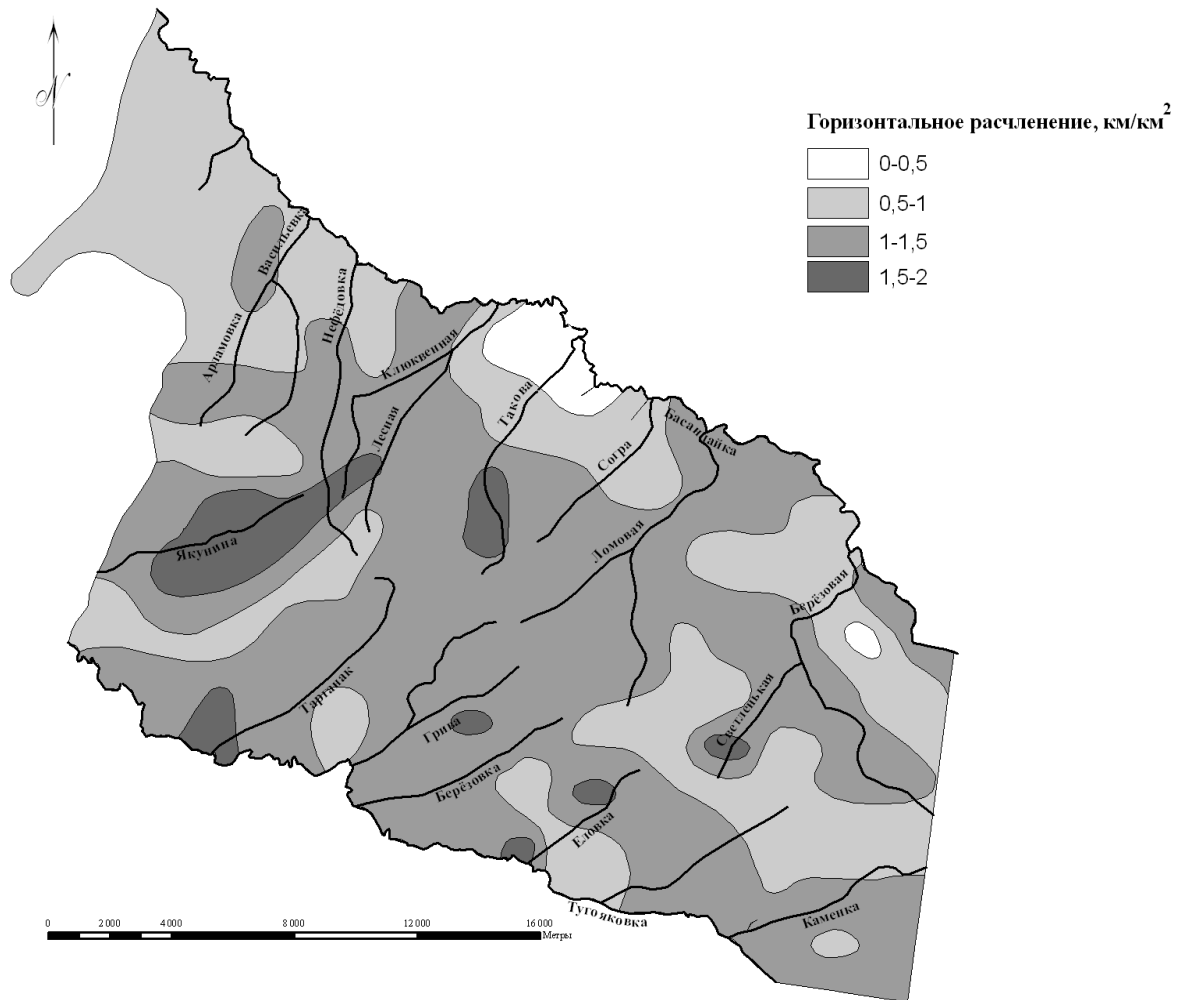 N
Горизонтальное расчленение, км/км²
0-0,5
0,5-1
1-1,5
1,5-2
Васильевка
Арламовка
Нефёдовка
Клюквенная
Лесная
Такова
Согра
Басандайка
Ломовая
Якунина
Берёзовая
Тарганак
Грива
Светленькая
Берёзовка
Еловка
Тугояковка
Каменка
0 2 000 4 000 8 000 12 000 16 000
Метры